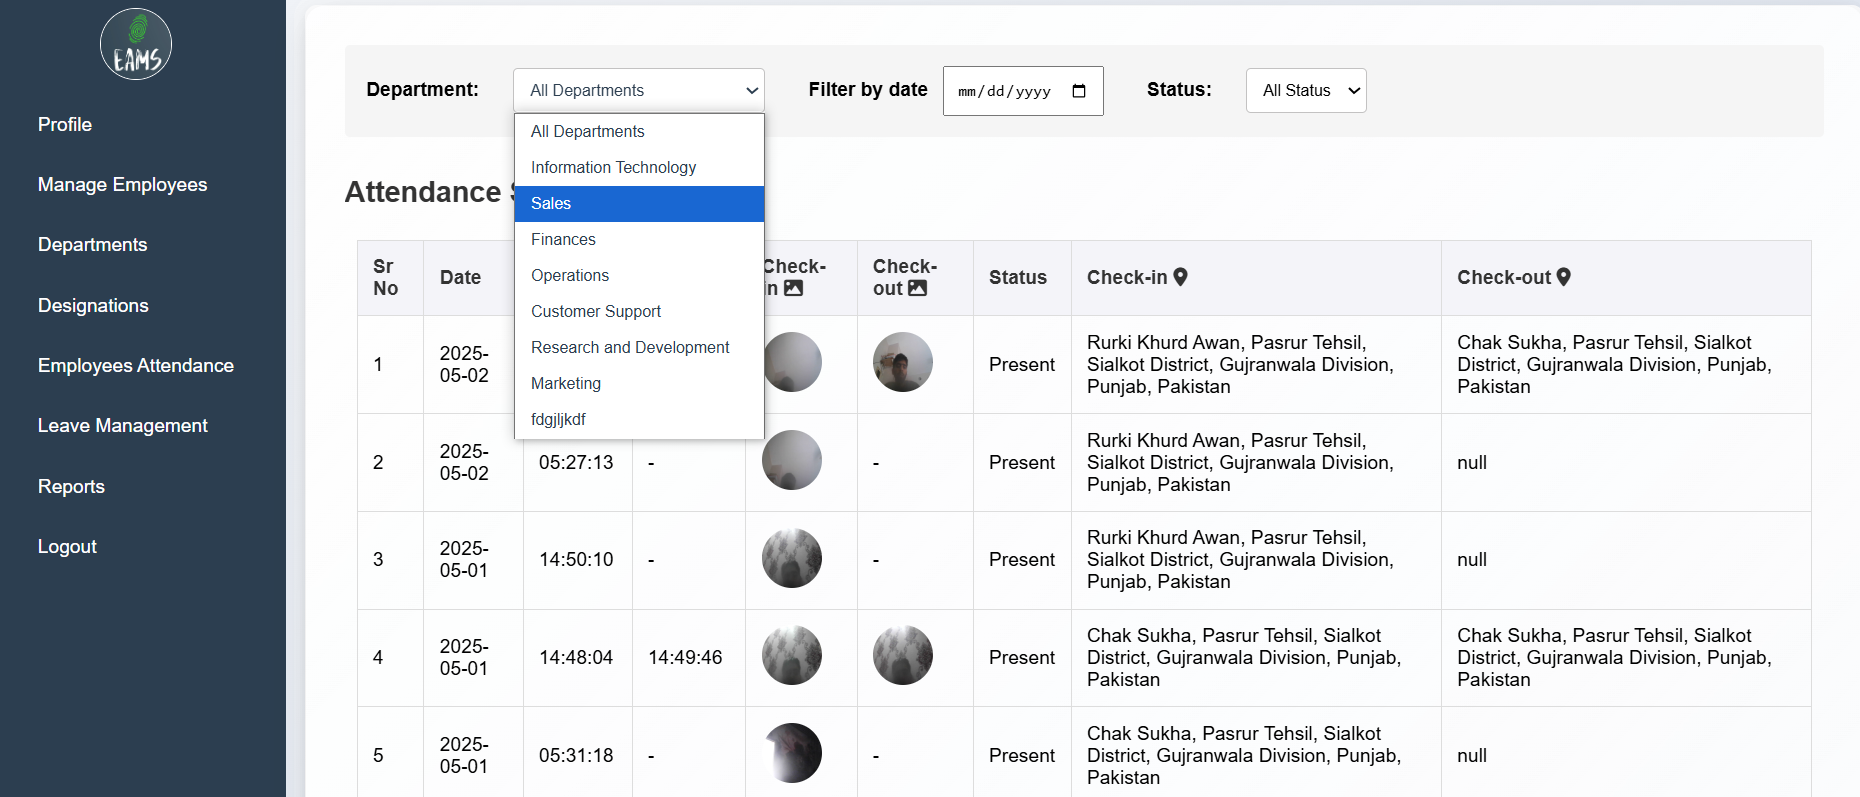 EAMS
Profile
Manage Employees
Departments
Designations
Employees Attendance
Leave Management
Reports
Logout
Department:
All Departments
Filter by date
mm/dd/yyyy
Status:
All Status
All Departments
Information Technology
Sales
Finances
Operations
Customer Support
Research and Development
Marketing
fdgjljkdf
Attendance
Sr
No
Date
Check-
in
Check-
out
Status
Check-in
Check-out
1
2025-
05-02
Present
Rurki Khurd Awan, Pasrur Tehsil,
Sialkot District, Gujranwala Division,
Punjab, Pakistan
Chak Sukha, Pasrur Tehsil, Sialkot
District, Gujranwala Division, Punjab,
Pakistan
2
2025-
05-02
05:27:13
-
-
Present
Rurki Khurd Awan, Pasrur Tehsil,
Sialkot District, Gujranwala Division,
Punjab, Pakistan
null
3
2025-
05-01
14:50:10
-
-
Present
Rurki Khurd Awan, Pasrur Tehsil,
Sialkot District, Gujranwala Division,
Punjab, Pakistan
null
4
2025-
05-01
14:48:04
14:49:46
Present
Chak Sukha, Pasrur Tehsil, Sialkot
District, Gujranwala Division, Punjab,
Pakistan
Chak Sukha, Pasrur Tehsil, Sialkot
District, Gujranwala Division, Punjab,
Pakistan
5
2025-
05-01
05:31:18
-
-
Present
Chak Sukha, Pasrur Tehsil, Sialkot
District, Gujranwala Division, Punjab,
Pakistan
null